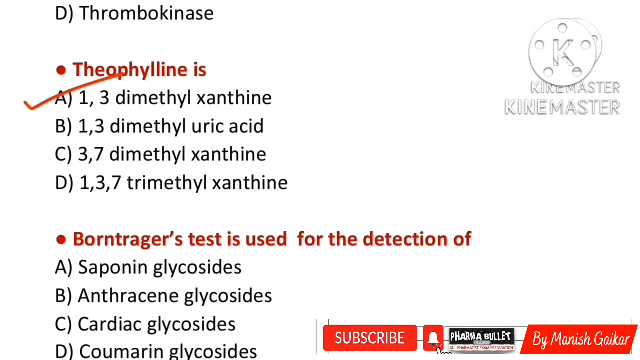 D) Thrombokinase
● Theophylline is
A) 1, 3 dimethyl xanthine
B) 1,3 dimethyl uric acid
C) 3,7 dimethyl xanthine
D) 1,3,7 trimethyl xanthine
K
KINEMASTER
KINEMASTER
● Borntrager's test is used  for the detection of
A) Saponin glycosides
B) Anthracene glycosides
C) Cardiac glycosides
D) Coumarin glycosides
SUBSCRIBE
PHARMA BULLET
By Manish Gaikar